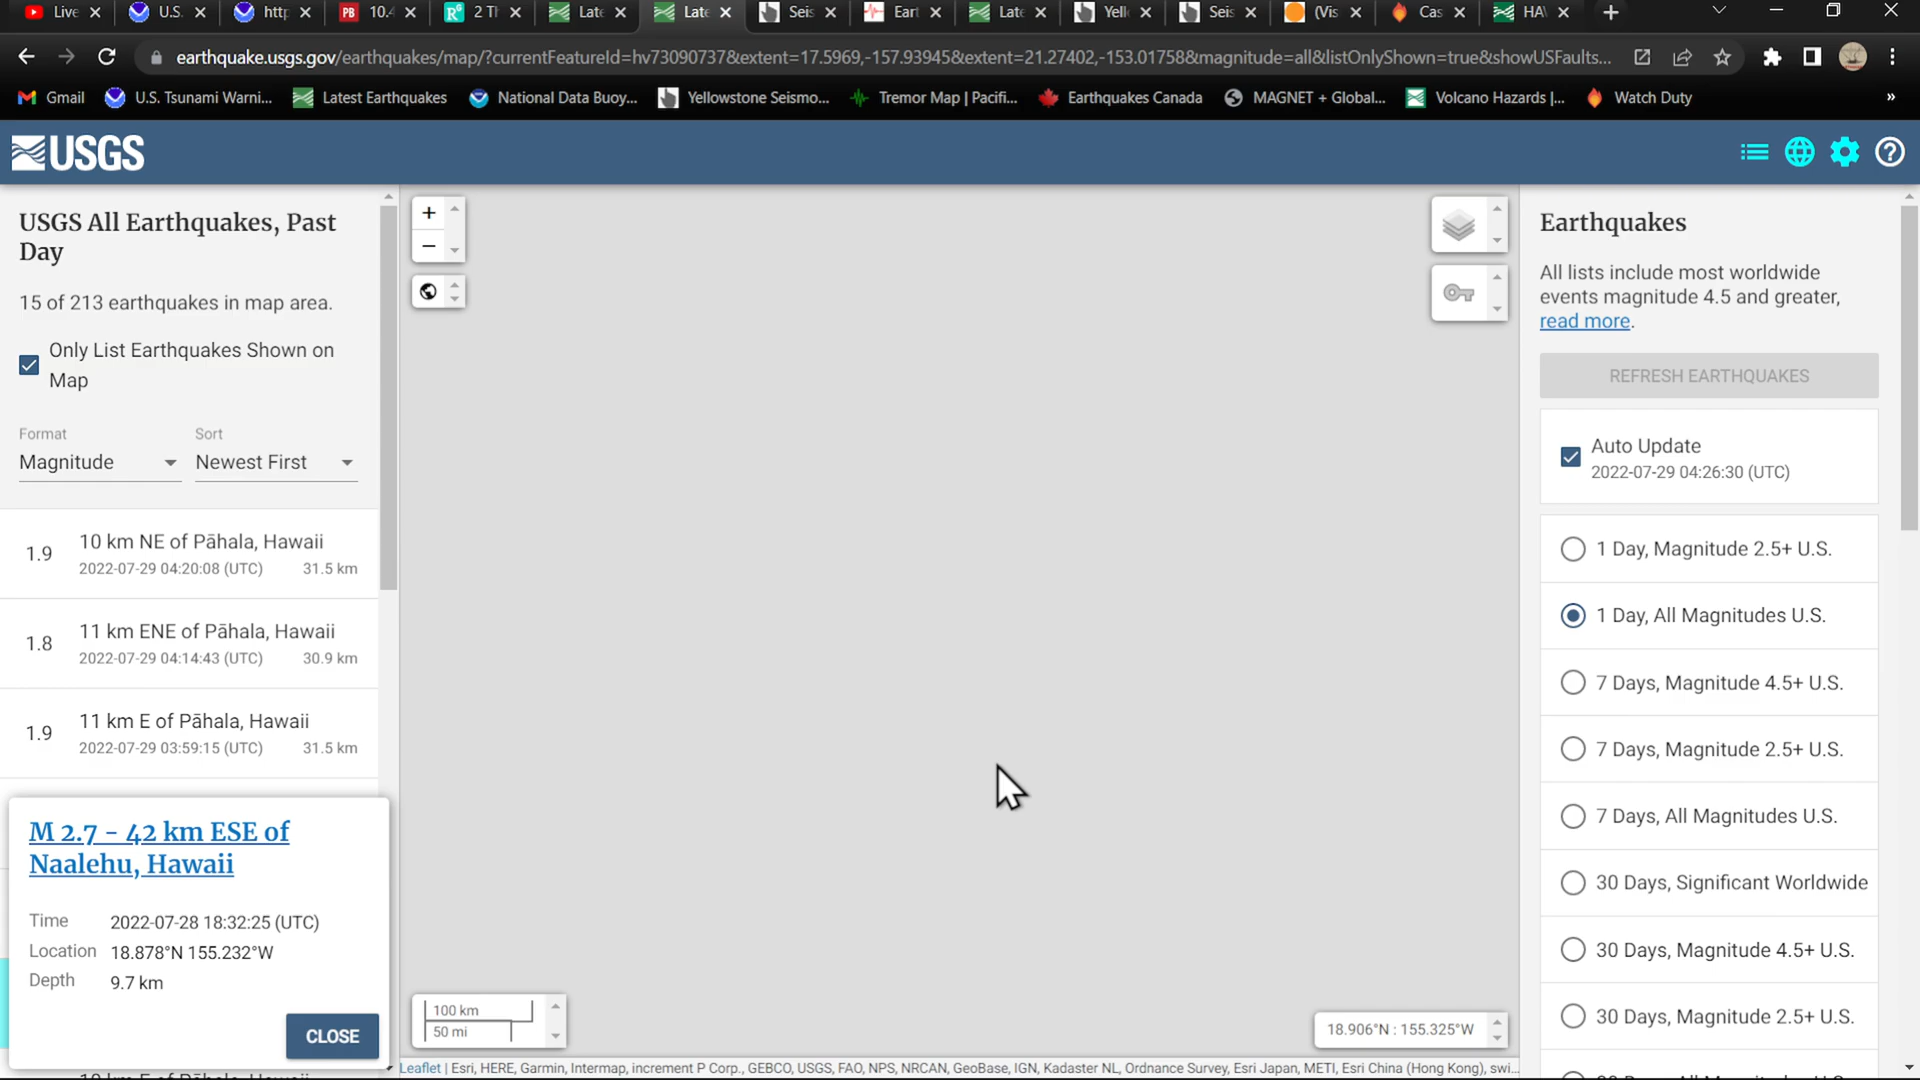 Live
U.S.
http
PB 10.4
R 2 Th
Late
Late
Seis
Eart
Late
Yell
Seis
(Vis
Cas
HAV
earthquake.usgs.gov/earthquakes/map/?currentFeatureId=hv73090737&extent=17.5969,-157.93945&extent=21.27402,-153.01758&magnitude=all&listOnlyShown=true&showUSFaults...
Gmail
U.S. Tsunami Warni...
Latest Earthquakes
National Data Buoy...
Yellowstone Seismo...
Tremor Map | Pacifi...
Earthquakes Canada
MAGNET + Global...
Volcano Hazards |...
Watch Duty
»
USGS
USGS All Earthquakes, Past
Day
15 of 213 earthquakes in map area.
Only List Earthquakes Shown on
Map
Format
Magnitude
Sort
Newest First
1.9
10 km NE of Pāhala, Hawaii
2022-07-29 04:20:08 (UTC) 31.5 km
1.8
11 km ENE of Pāhala, Hawaii
2022-07-29 04:14:43 (UTC) 30.9 km
1.9
11 km E of Pāhala, Hawaii
2022-07-29 03:59:15 (UTC) 31.5 km
M 2.7 - 42 km ESE of
Naalehu, Hawaii
Time 2022-07-28 18:32:25 (UTC)
Location 18.878°N 155.232°W
Depth 9.7 km
CLOSE
+
−
100 km
50 mi
18.906°N : 155.325°W
Leaflet | Esri, HERE, Garmin, Intermap, increment P Corp., GEBCO, USGS, FAO, NPS, NRCAN, GeoBase, IGN, Kadaster NL, Ordnance Survey, Esri Japan, METI, Esri China (Hong Kong), swi...
Earthquakes
All lists include most worldwide
events magnitude 4.5 and greater,
read more.
REFRESH EARTHQUAKES
Auto Update
2022-07-29 04:26:30 (UTC)
1 Day, Magnitude 2.5+ U.S.
1 Day, All Magnitudes U.S.
7 Days, Magnitude 4.5+ U.S.
7 Days, Magnitude 2.5+ U.S.
7 Days, All Magnitudes U.S.
30 Days, Significant Worldwide
30 Days, Magnitude 4.5+ U.S.
30 Days, Magnitude 2.5+ U.S.